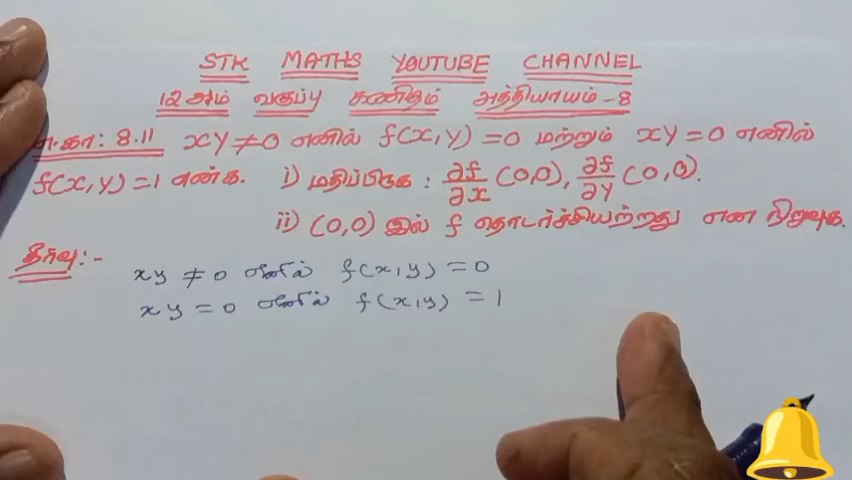 STK MATHS YOUTUBE CHANNEL
12 ஆம் வகுப்பு கணிதம் அத்தியாயம் -8
எ.கா: 8.11 xy≠0 எனில் f(x,y)=0 மற்றும் xy=0 எனில்
f(x,y)=1 என்க. i) மதிப்பிடுக: ∂f/∂x (0,0), ∂f/∂y (0,0).
ii) (0,0) இல் f தொடர்ச்சியற்றது என நிறுவுக.
தீர்வு:-
xy ≠ 0 எனில் f(x,y) = 0
xy = 0 எனில் f(x,y) = 1